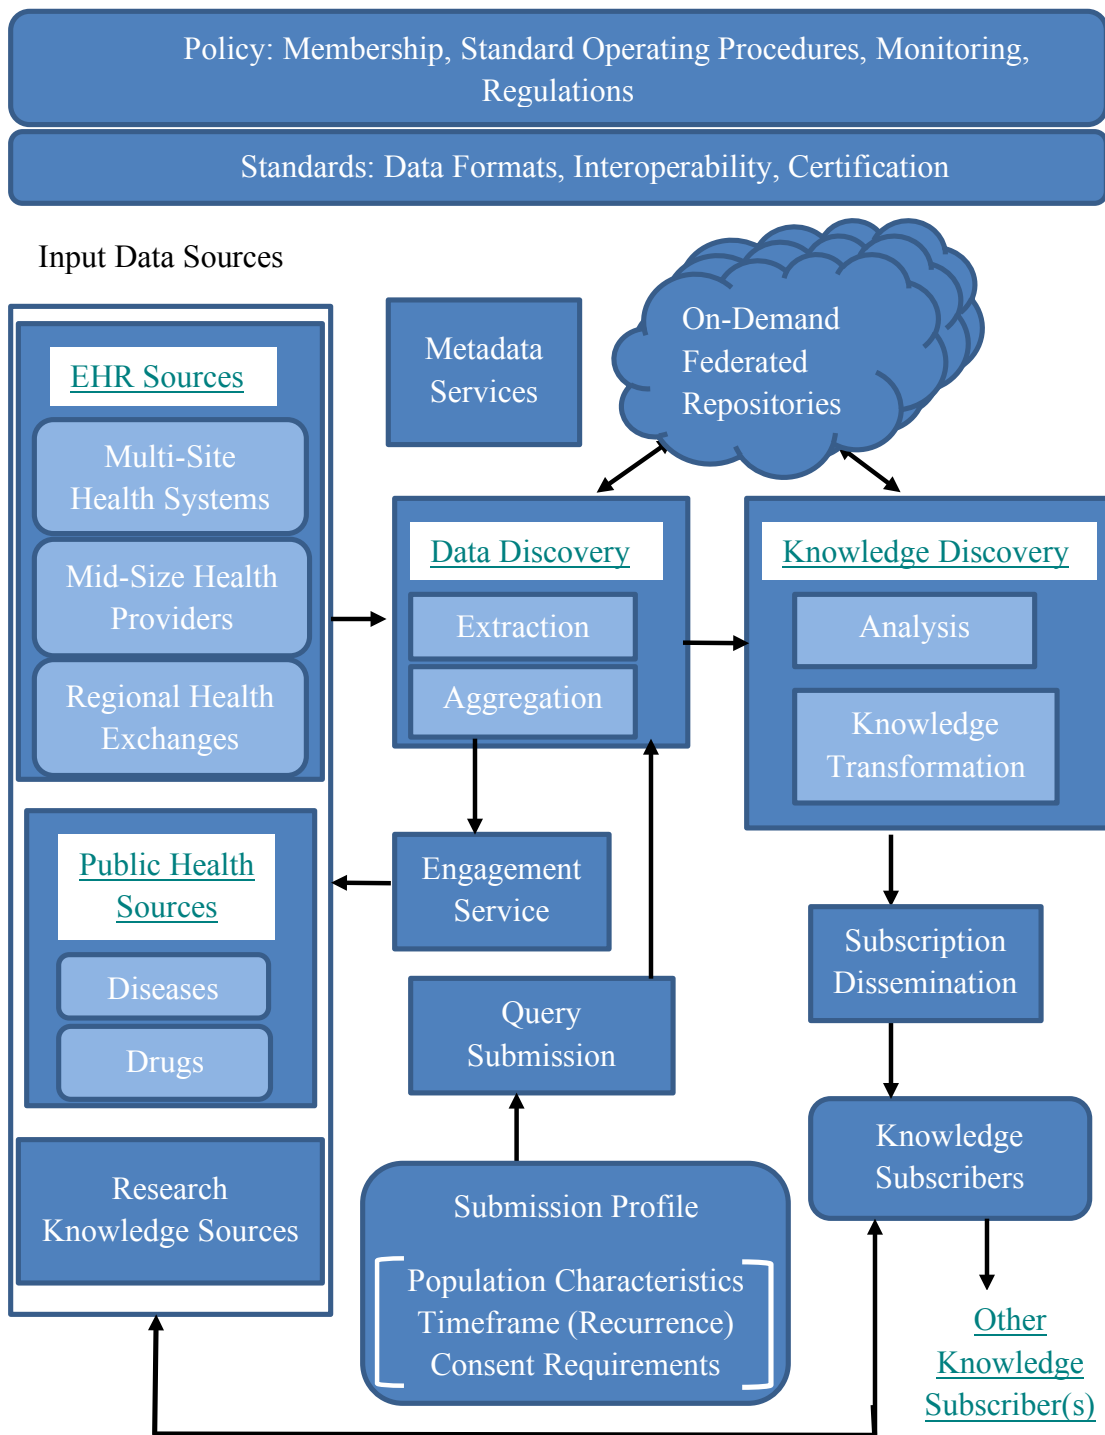 Policy: Membership, Standard Operating Procedures, Monitoring,
Regulations
Standards: Data Formats, Interoperability, Certification
Input Data Sources
EHR Sources
Multi-Site
Health Systems
Mid-Size Health
Providers
Regional Health
Exchanges
Public Health
Sources
Diseases
Drugs
Research
Knowledge Sources
Metadata
Services
On-Demand
Federated
Repositories
Data Discovery
Extraction
Aggregation
Knowledge Discovery
Analysis
Knowledge
Transformation
Engagement
Service
Query
Submission
Submission Profile
Population Characteristics
Timeframe (Recurrence)
Consent Requirements
Subscription
Dissemination
Knowledge
Subscribers
Other
Knowledge
Subscriber(s)